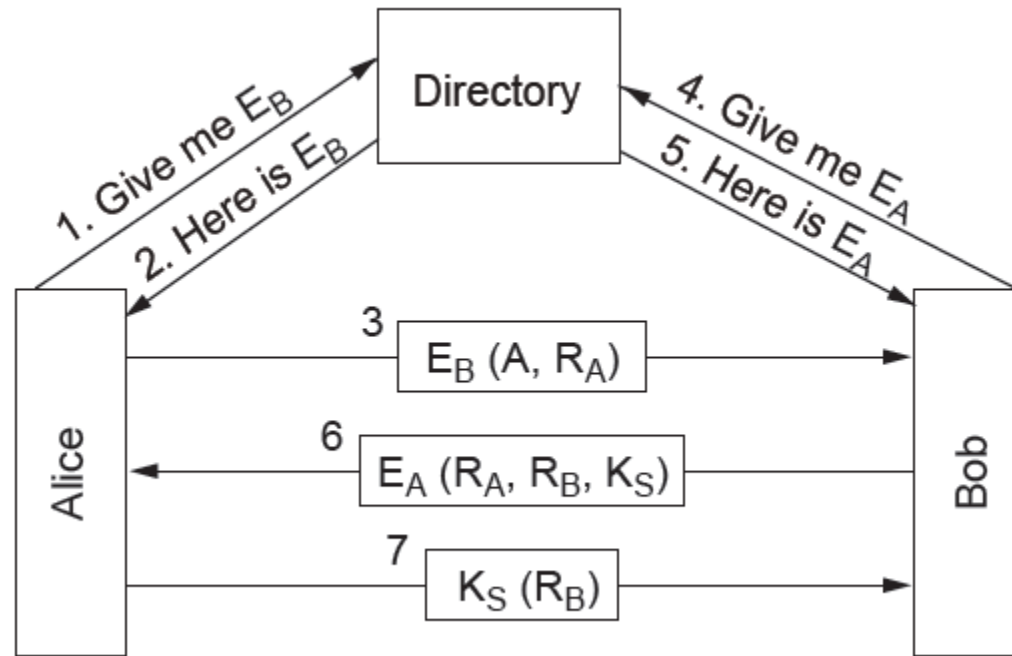 Directory
1. Give me E_B
2. Here is E_B
4. Give me E_A
5. Here is E_A
Alice
3
E_B (A, R_A)
6
E_A (R_A, R_B, K_S)
7
K_S (R_B)
Bob